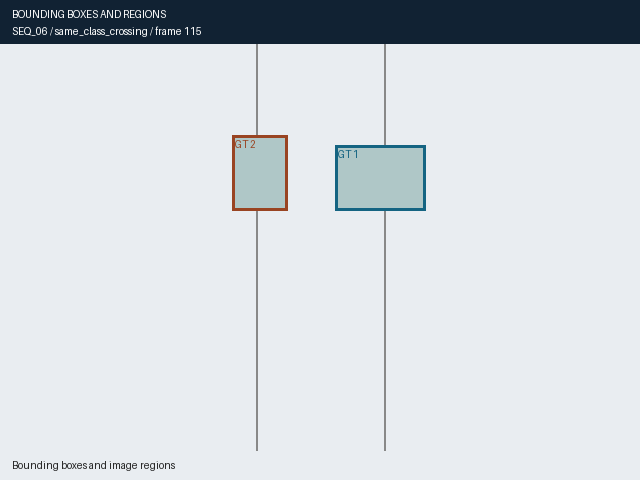 BOUNDING BOXES AND REGIONS
SEQ_06 / same_class_crossing / frame 115
GT2
GT1
Bounding boxes and image regions